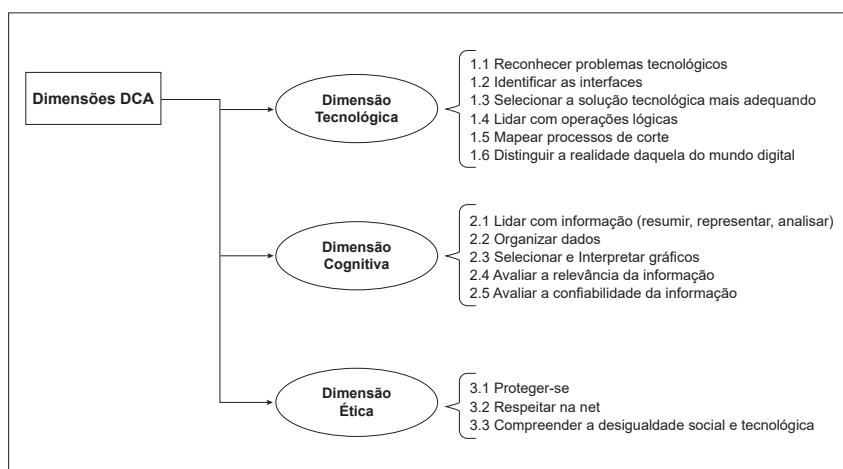 Dimensões DCA
Dimensão
Tecnológica
1.1 Reconhecer problemas tecnológicos
1.2 Identificar as interfaces
1.3 Selecionar a solução tecnológica mais adequando
1.4 Lidar com operações lógicas
1.5 Mapear processos de corte
1.6 Distinguir a realidade daquela do mundo digital
Dimensão
Cognitiva
2.1 Lidar com informação (resumir, representar, analisar)
2.2 Organizar dados
2.3 Selecionar e Interpretar gráficos
2.4 Avaliar a relevância da informação
2.5 Avaliar a confiabilidade da informação
Dimensão
Ética
3.1 Proteger-se
3.2 Respeitar na net
3.3 Compreender a desigualdade social e tecnológica